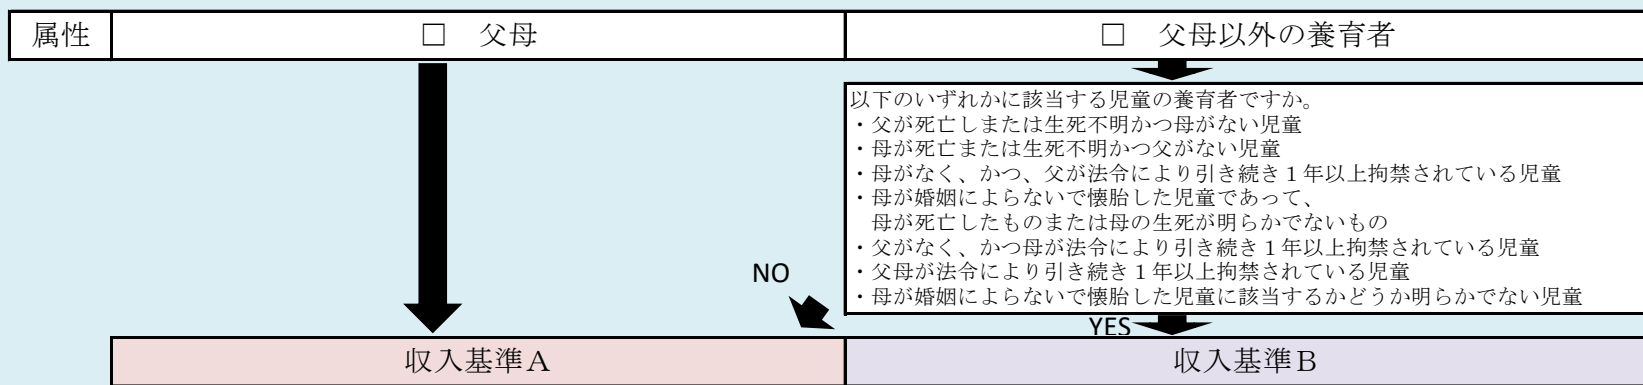 属性
□ 父母
□ 父母以外の養育者
以下のいずれかに該当する児童の養育者ですか。
・父が死亡しまたは生死不明かつ母がない児童
・母が死亡または生死不明かつ父がない児童
・母がなく、かつ、父が法令により引き続き１年以上拘禁されている児童
・母が婚姻によらないで懐胎した児童であって、
母が死亡したものまたは母の生死が明らかでないもの
・父がなく、かつ母が法令により引き続き１年以上拘禁されている児童
・父母が法令により引き続き１年以上拘禁されている児童
・母が婚姻によらないで懐胎した児童に該当するかどうか明らかでない児童
NO
YES
収入基準Ａ
収入基準Ｂ